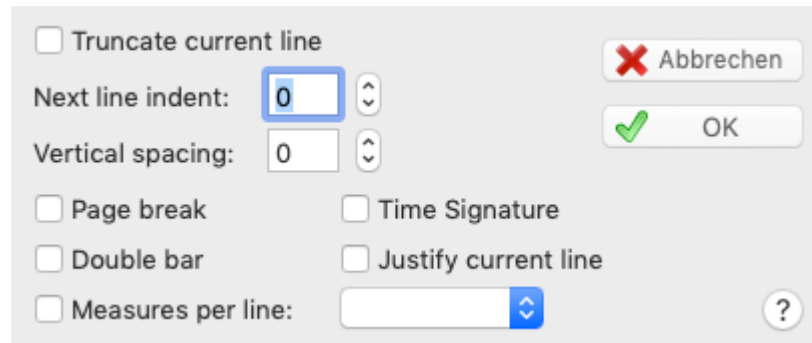 Truncate current line
Abbrechen
Next line indent: 0
OK
Vertical spacing: 0
Page break
Time Signature
Double bar
Justify current line
Measures per line:
?